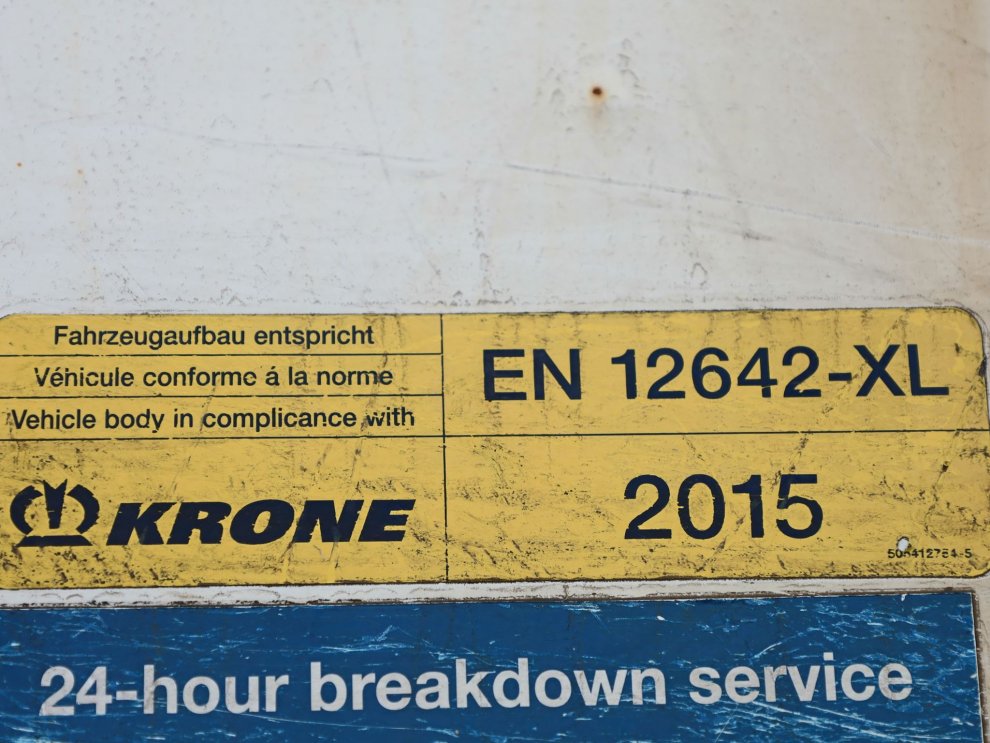 Fahrzeugaufbau entspricht
Véhicule conforme á la norme
Vehicle body in complicance with
EN 12642-XL
KRONE
2015
24-hour breakdown service